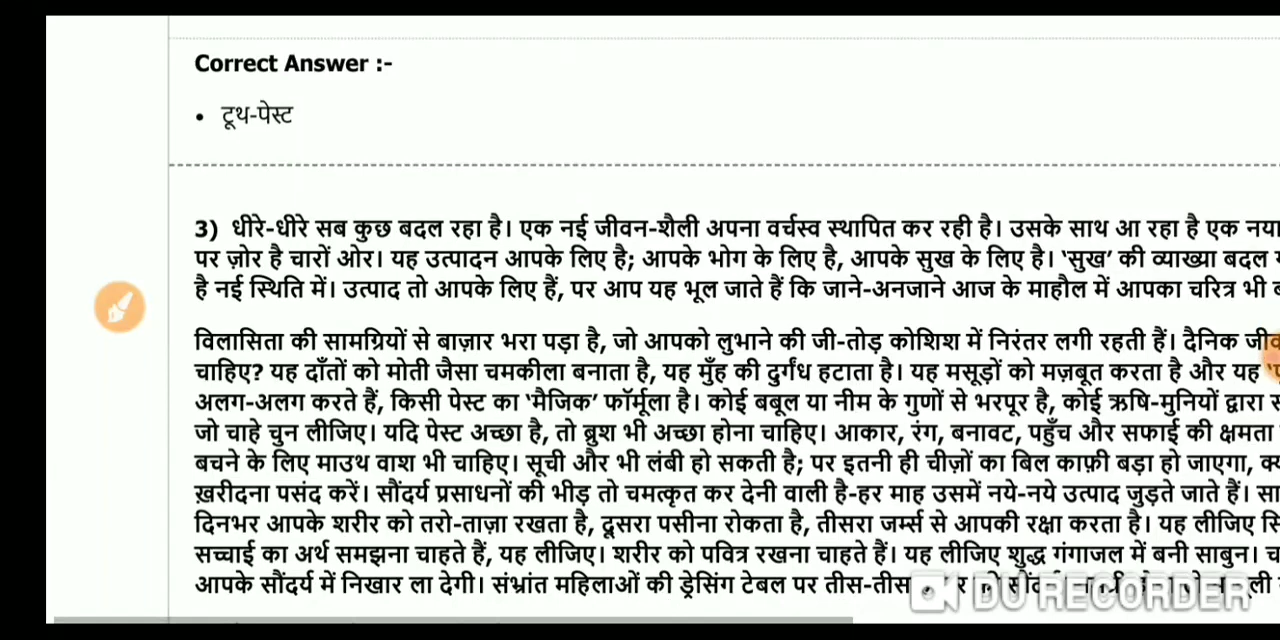 Correct Answer :-
• टूथ-पेस्ट
3) धीरे-धीरे सब कुछ बदल रहा है। एक नई जीवन-शैली अपना वर्चस्व स्थापित कर रही है। उसके साथ आ रहा है एक नया
पर ज़ोर है चारों ओर। यह उत्पादन आपके लिए है; आपके भोग के लिए है, आपके सुख के लिए है। 'सुख' की व्याख्या बदल
है नई स्थिति में। उत्पाद तो आपके लिए हैं, पर आप यह भूल जाते हैं कि जाने-अनजाने आज के माहौल में आपका चरित्र भी
विलासिता की सामग्रियों से बाज़ार भरा पड़ा है, जो आपको लुभाने की जी-तोड़ कोशिश में निरंतर लगी रहती हैं। दैनिक
चाहिए? यह दाँतों को मोती जैसा चमकीला बनाता है, यह मुँह की दुर्गंध हटाता है। यह मसूड़ों को मज़बूत करता है और यह
अलग-अलग करते हैं, किसी पेस्ट का 'मैजिक' फॉर्मूला है। कोई बबूल या नीम के गुणों से भरपूर है, कोई ऋषि-मुनियों द्वारा
जो चाहे चुन लीजिए। यदि पेस्ट अच्छा है, तो ब्रुश भी अच्छा होना चाहिए। आकार, रंग, बनावट, पहुँच और सफाई की क्षमता
बचने के लिए माउथ वाश भी चाहिए। सूची और भी लंबी हो सकती है; पर इतनी ही चीज़ों का बिल काफ़ी बड़ा हो जाएगा,
ख़रीदना पसंद करें। सौंदर्य प्रसाधनों की भीड़ तो चमत्कृत कर देनी वाली है-हर माह उसमें नये-नये उत्पाद जुड़ते जाते हैं।
दिनभर आपके शरीर को तरो-ताज़ा रखता है, दूसरा पसीना रोकता है, तीसरा जर्म्स से आपकी रक्षा करता है। यह लीजिए
सच्चाई का अर्थ समझना चाहते हैं, यह लीजिए। शरीर को पवित्र रखना चाहते हैं। यह लीजिए शुद्ध गंगाजल में बनी साबुन।
आपके सौंदर्य में निखार ला देगी। संभ्रांत महिलाओं की ड्रेसिंग टेबल पर तीस-तीस
DU RECORDER